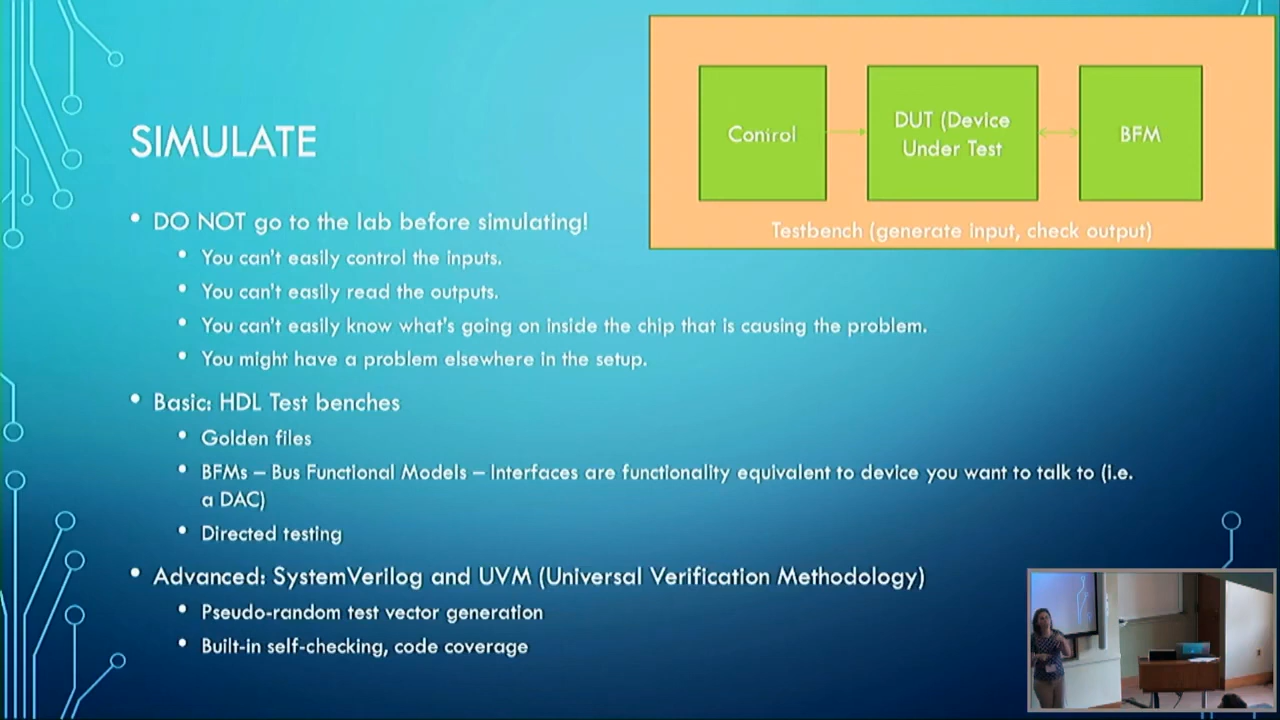 SIMULATE
DO NOT go to the lab before simulating!
You can't easily control the inputs.
You can't easily read the outputs.
You can't easily know what's going on inside the chip that is causing the problem.
You might have a problem elsewhere in the setup.
Basic: HDL Test benches
Golden files
BFMs – Bus Functional Models – Interfaces are functionality equivalent to device you want to talk to (i.e.
a DAC)
Directed testing
Advanced: SystemVerilog and UVM (Universal Verification Methodology)
Pseudo-random test vector generation
Built-in self-checking, code coverage
Control
DUT (Device
Under Test
BFM
Testbench (generate input, check output)